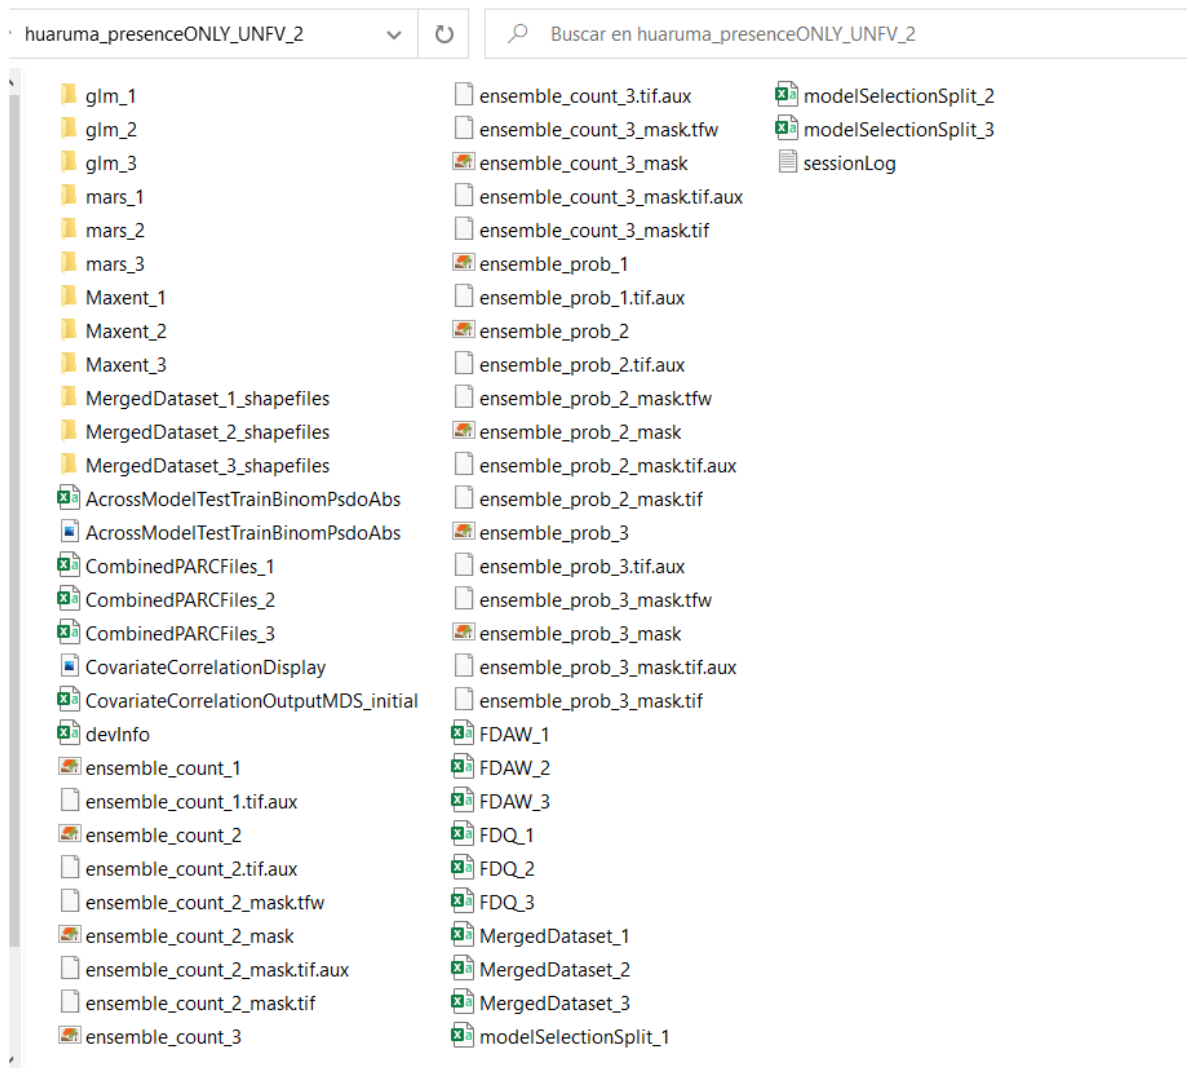 huaruma_presenceONLY_UNFV_2
Buscar en huaruma_presenceONLY_UNFV_2
glm_1
glm_2
glm_3
mars_1
mars_2
mars_3
Maxent_1
Maxent_2
Maxent_3
MergedDataset_1_shapefiles
MergedDataset_2_shapefiles
MergedDataset_3_shapefiles
AcrossModelTestTrainBinomPsdoAbs
AcrossModelTestTrainBinomPsdoAbs
CombinedPARCFiles_1
CombinedPARCFiles_2
CombinedPARCFiles_3
CovariateCorrelationDisplay
CovariateCorrelationOutputMDS_initial
devInfo
ensemble_count_1
ensemble_count_1.tif.aux
ensemble_count_2
ensemble_count_2.tif.aux
ensemble_count_2_mask.tfw
ensemble_count_2_mask
ensemble_count_2_mask.tif.aux
ensemble_count_2_mask.tif
ensemble_count_3
ensemble_count_3.tif.aux
ensemble_count_3_mask.tfw
ensemble_count_3_mask
ensemble_count_3_mask.tif.aux
ensemble_count_3_mask.tif
ensemble_prob_1
ensemble_prob_1.tif.aux
ensemble_prob_2
ensemble_prob_2.tif.aux
ensemble_prob_2_mask.tfw
ensemble_prob_2_mask
ensemble_prob_2_mask.tif.aux
ensemble_prob_2_mask.tif
ensemble_prob_3
ensemble_prob_3.tif.aux
ensemble_prob_3_mask.tfw
ensemble_prob_3_mask
ensemble_prob_3_mask.tif.aux
ensemble_prob_3_mask.tif
FDAW_1
FDAW_2
FDAW_3
FDQ_1
FDQ_2
FDQ_3
MergedDataset_1
MergedDataset_2
MergedDataset_3
modelSelectionSplit_1
modelSelectionSplit_2
modelSelectionSplit_3
sessionLog